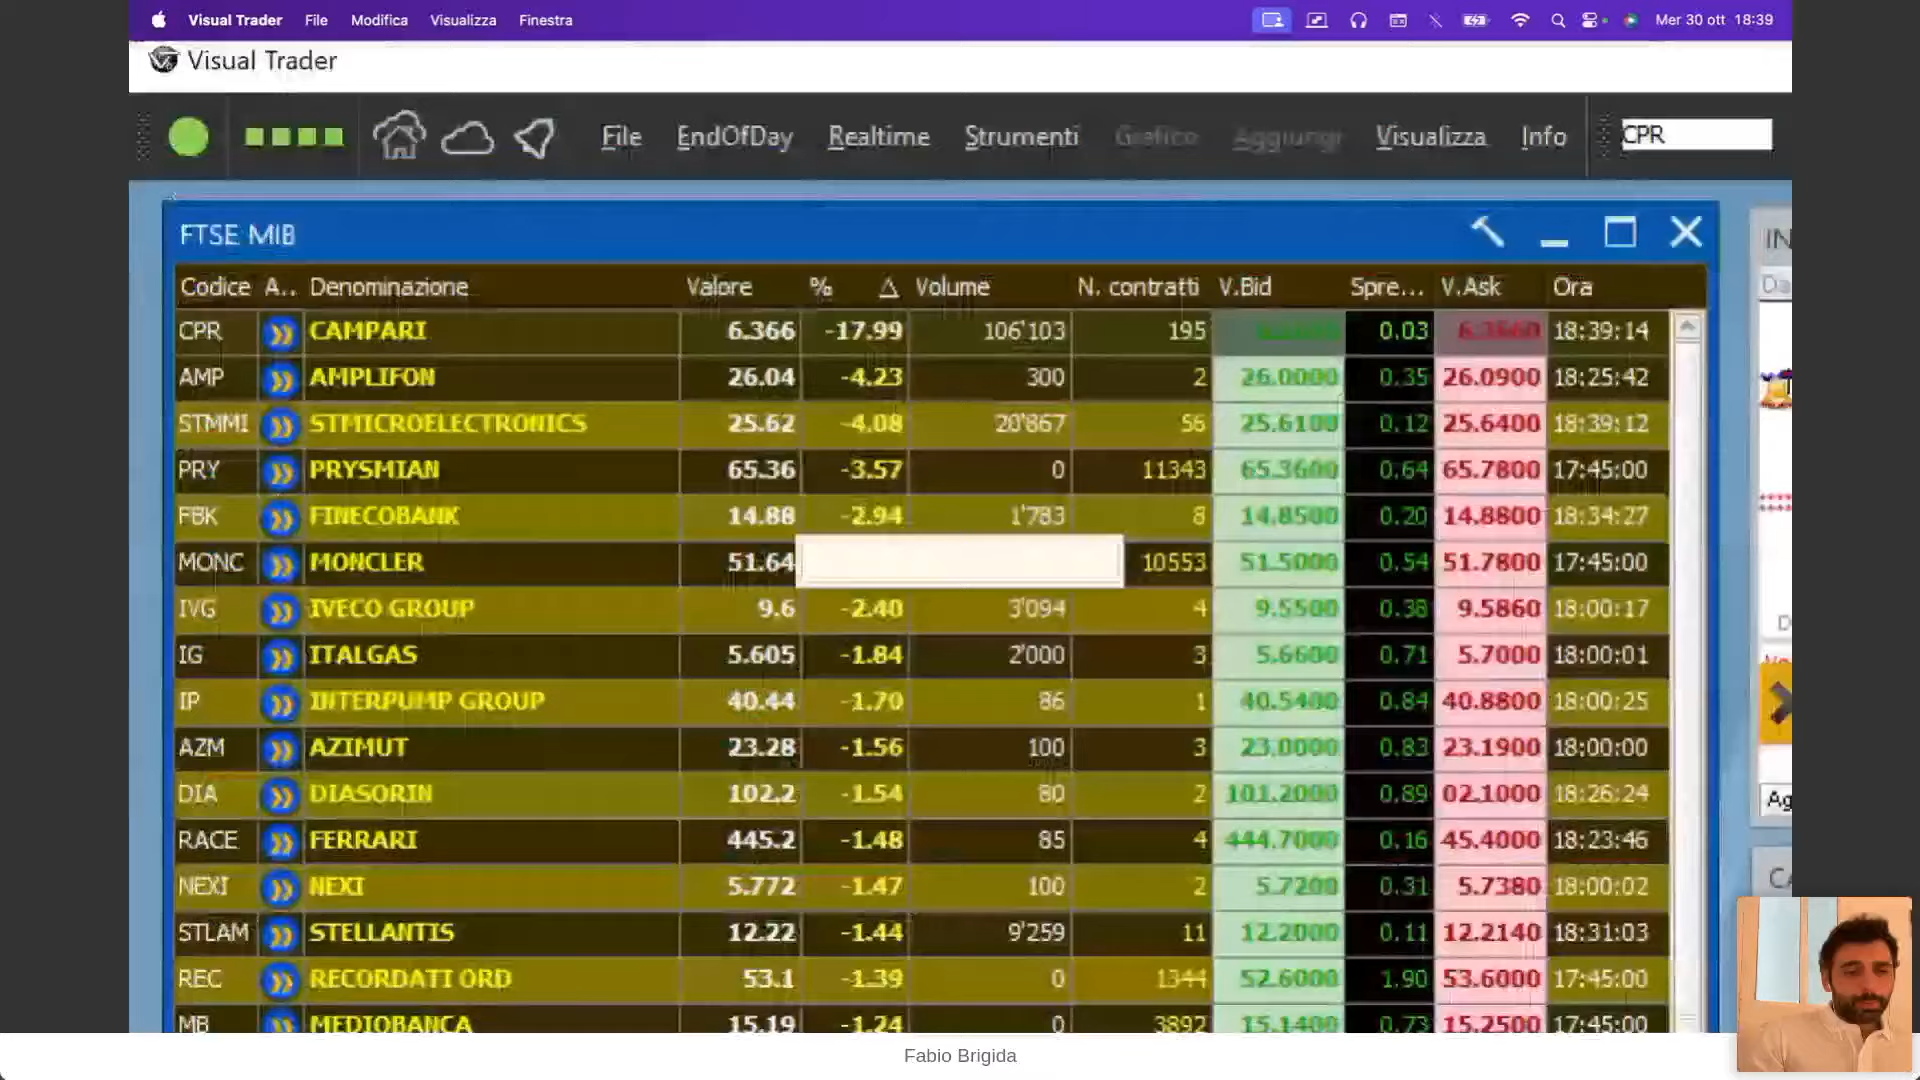 Visual Trader File Modifica Visualizza Finestra Mer 30 ott 18:39
Visual Trader
File EndOfDay Realtime Strumenti Grafico Aggiungi Visualizza Info CPR
FTSE MIB
Codice A.. Denominazione Valore % Δ Volume N. contratti V.Bid Spre... V.Ask Ora
CPR CAMPARI 6.366 -17.99 106'103 195 0.03 18:39:14
AMP AMPLIFON 26.04 -4.23 300 2 26.0000 0.35 26.0900 18:25:42
STMMI STMICROELECTRONICS 25.62 -4.08 20'867 56 25.6100 0.12 25.6400 18:39:12
PRY PRYSMIAN 65.36 -3.57 0 11343 65.3600 0.64 65.7800 17:45:00
FBK FINECOBANK 14.88 -2.94 1'783 8 14.8500 0.20 14.8800 18:34:27
MONC MONCLER 51.64 10553 51.5000 0.54 51.7800 17:45:00
IVG IVECO GROUP 9.6 -2.40 3'094 4 9.5500 0.38 9.5860 18:00:17
IG ITALGAS 5.605 -1.84 2'000 3 5.6600 0.71 5.7000 18:00:01
IP INTERPUMP GROUP 40.44 -1.70 86 1 40.5400 0.84 40.8800 18:00:25
AZM AZIMUT 23.28 -1.56 100 3 23.0000 0.83 23.1900 18:00:00
DIA DIASORIN 102.2 -1.54 80 2 101.2000 0.89 02.1000 18:26:24
RACE FERRARI 445.2 -1.48 85 4 444.7000 0.16 45.4000 18:23:46
NEXI NEXI 5.772 -1.47 100 2 5.7200 0.31 5.7380 18:00:02
STLAM STELLANTIS 12.22 -1.44 9'259 11 12.2000 0.11 12.2140 18:31:03
REC RECORDATI ORD 53.1 -1.39 0 1344 52.6000 1.90 53.6000 17:45:00
MB MEDIOBANCA 15.19 -1.24 0 3892 15.1400 0.73 15.2500 17:45:00
IN
Da
Ag
CA
Fabio Brigida